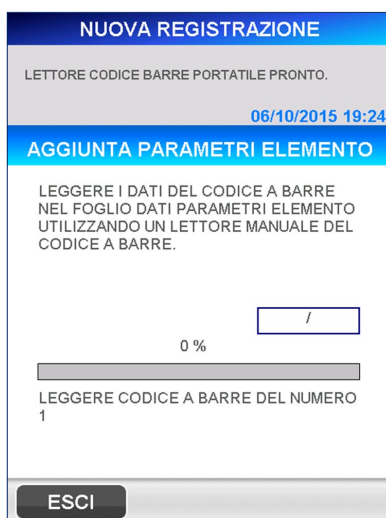 NUOVA REGISTRAZIONE
LETTORE CODICE BARRE PORTATILE PRONTO.
06/10/2015 19:24
AGGIUNTA PARAMETRI ELEMENTO
LEGGERE I DATI DEL CODICE A BARRE
NEL FOGLIO DATI PARAMETRI ELEMENTO
UTILIZZANDO UN LETTORE MANUALE DEL
CODICE A BARRE.
/
0 %
LEGGERE CODICE A BARRE DEL NUMERO
1
ESCI